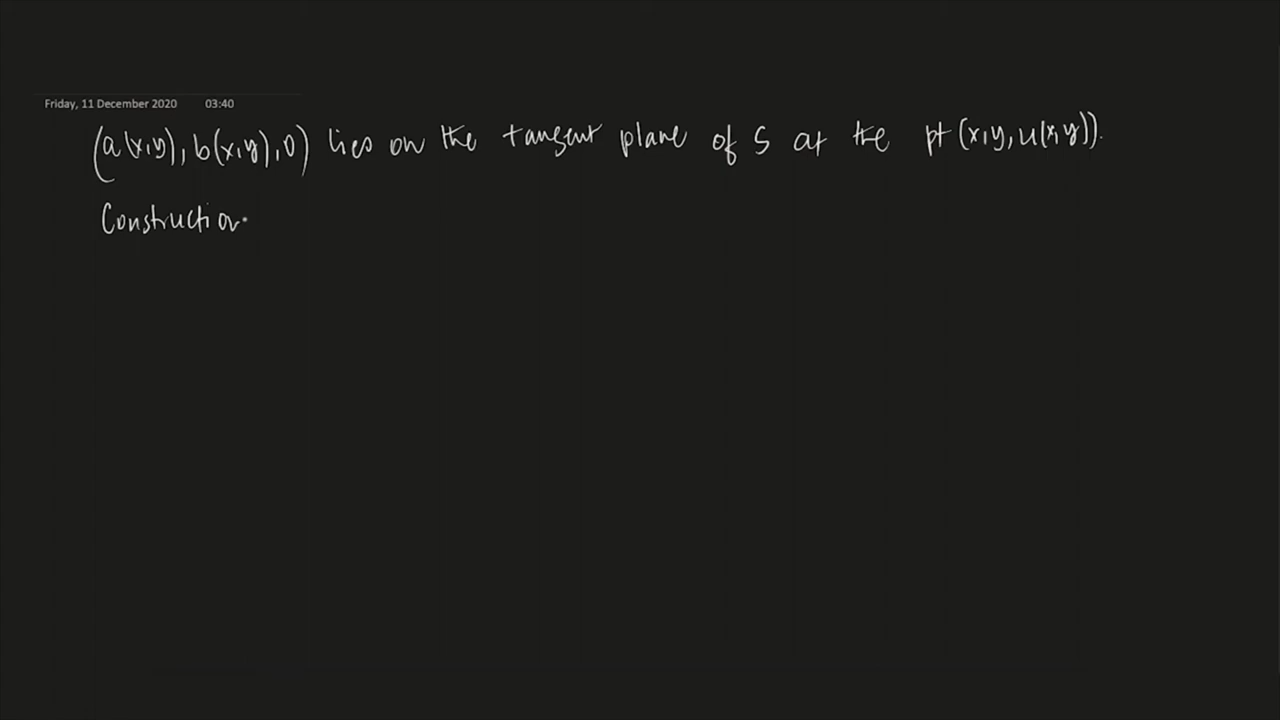 Friday, 11 December 2020 03:40
(a(x,y), b(x,y), 0) lies on the tangent plane of S at the pt (x, y, u(x,y)).
Construction